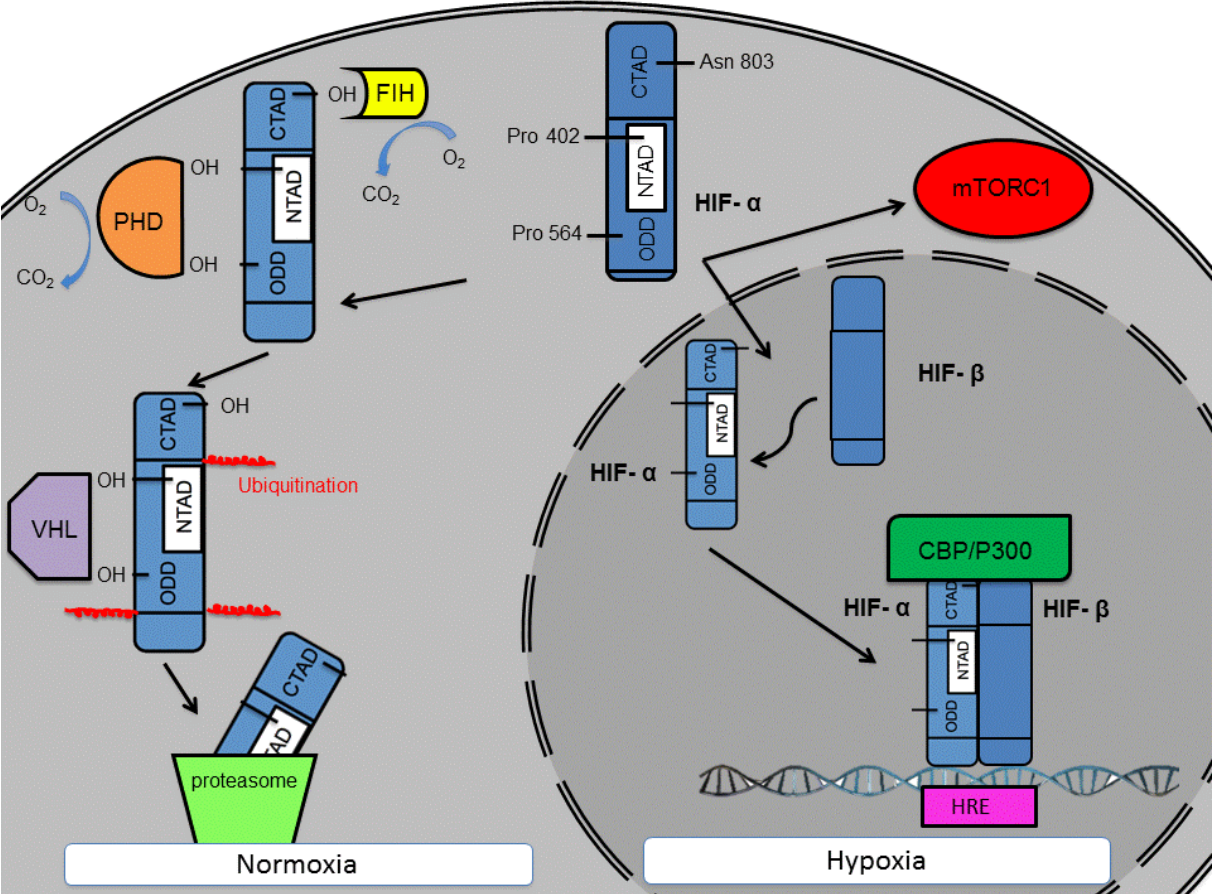 CTAD
Asn 803
Pro 402
NTAD
Pro 564
ODD
HIF- α
CTAD
OH
FIH
O2
CO2
OH
NTAD
PHD
O2
CO2
OH
ODD
mTORC1
CTAD
OH
Ubiquitination
OH
NTAD
VHL
OH
ODD
CTAD
TAD
proteasome
Normoxia
CTAD
NTAD
ODD
HIF- α
HIF- β
CBP/P300
HIF- α
CTAD
HIF- β
NTAD
ODD
HRE
Hypoxia